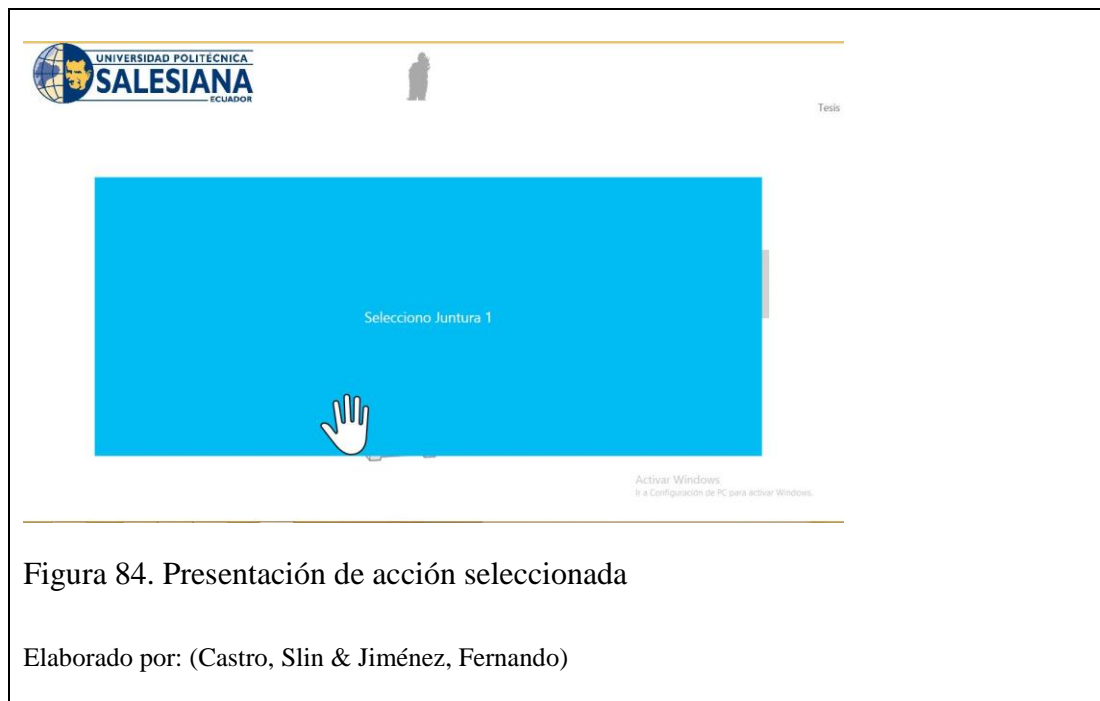 UNIVERSIDAD POLITÉCNICA
SALESIANA
ECUADOR
Tesis
Selecciono Juntura 1
Activar Windows
Ir a Configuración de PC para activar Windows.
Figura 84. Presentación de acción seleccionada
Elaborado por: (Castro, Slin & Jiménez, Fernando)